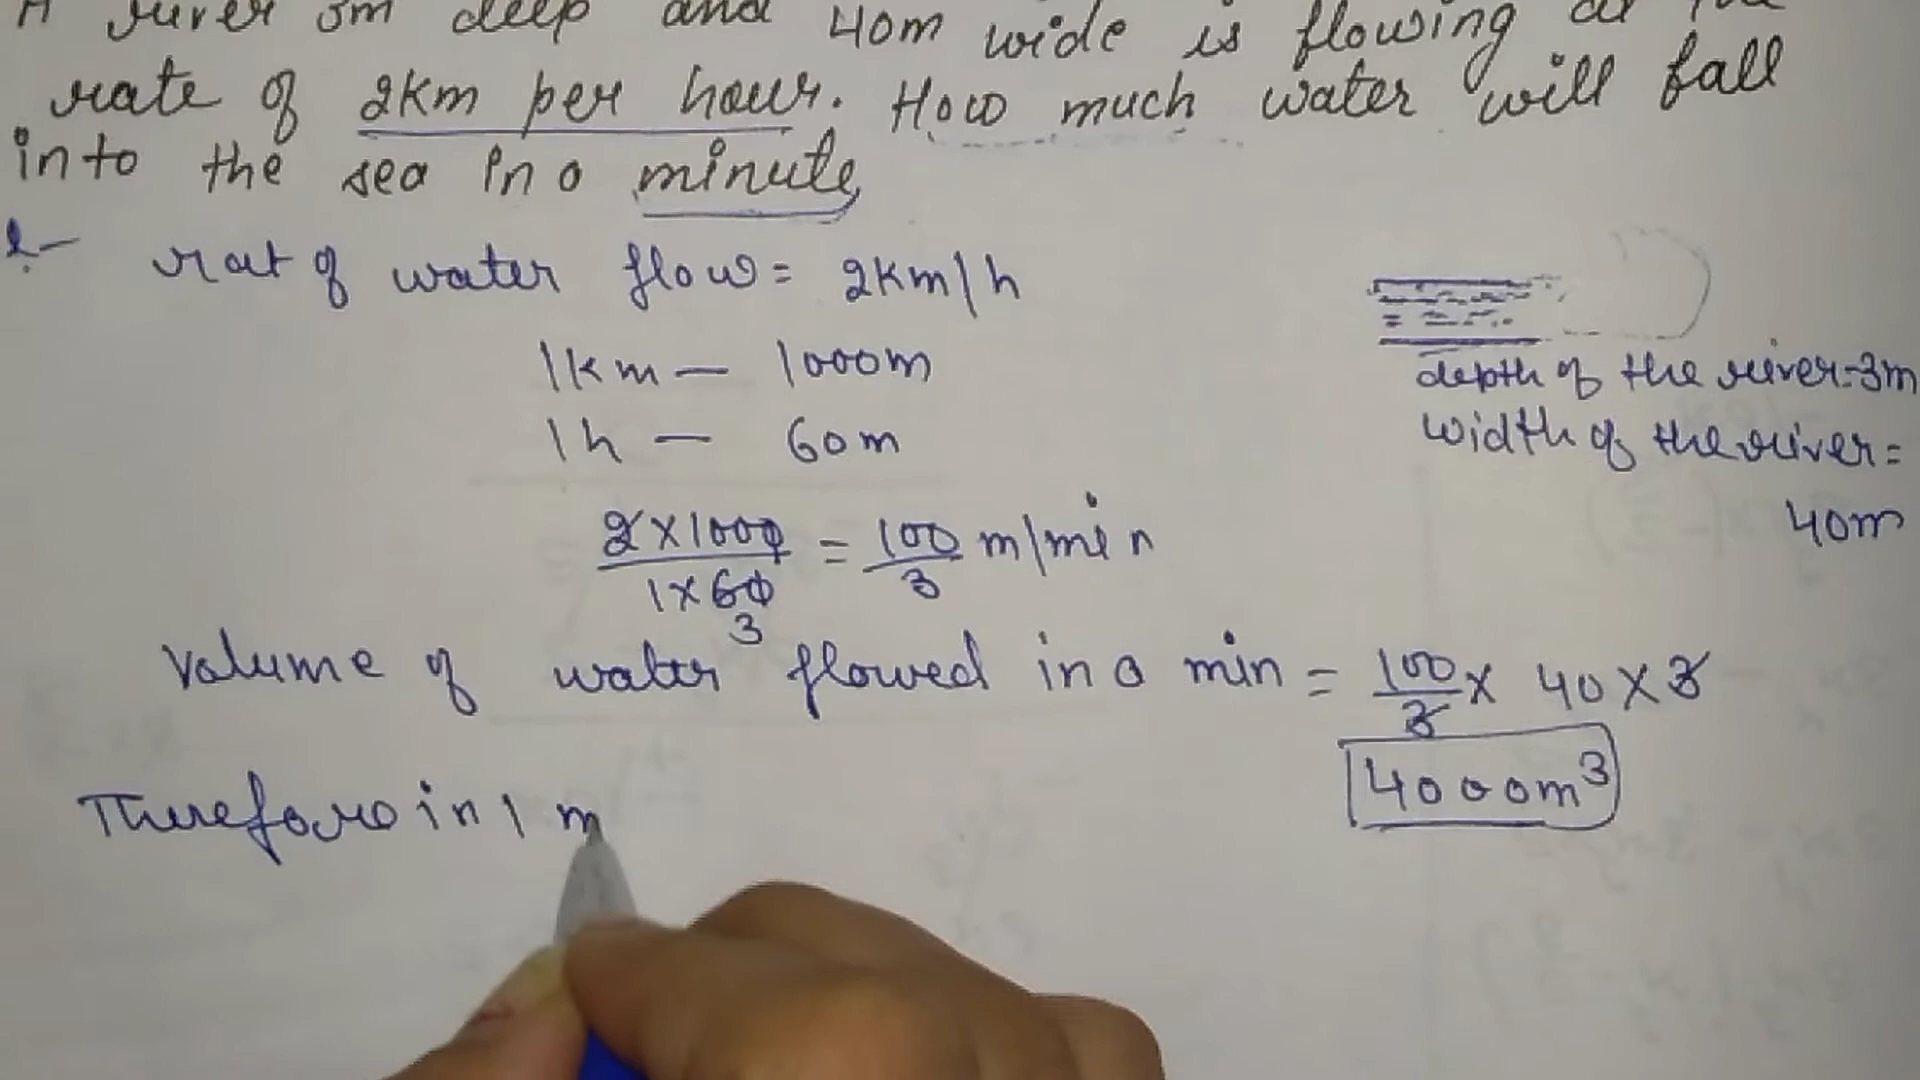 A river 3m deep and 40m wide is flowing at the
rate of 2Km per hour. How much water will fall
into the sea in a minute
rat of water flow = 2Km/h
1Km — 1000m
1h — 60m
2×1000/1×60 = 100/3 m/min
3
depth of the river=3m
width of the river=
40m
Volume of water flowed in a min = 100/3 × 40 × 3
4000m³
Therefore in 1 m